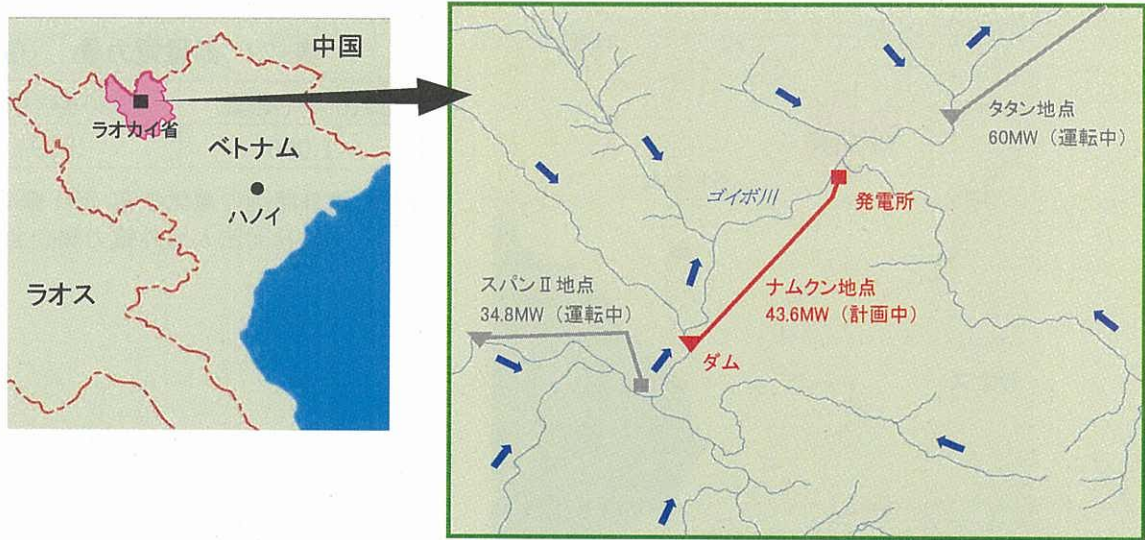 中国
ラオカイ省
ベトナム
ハノイ
ラオス
タタン地点
60MW（運転中）
ゴイボ川
発電所
スパンⅡ地点
34.8MW（運転中）
ナムクン地点
43.6MW（計画中）
ダム